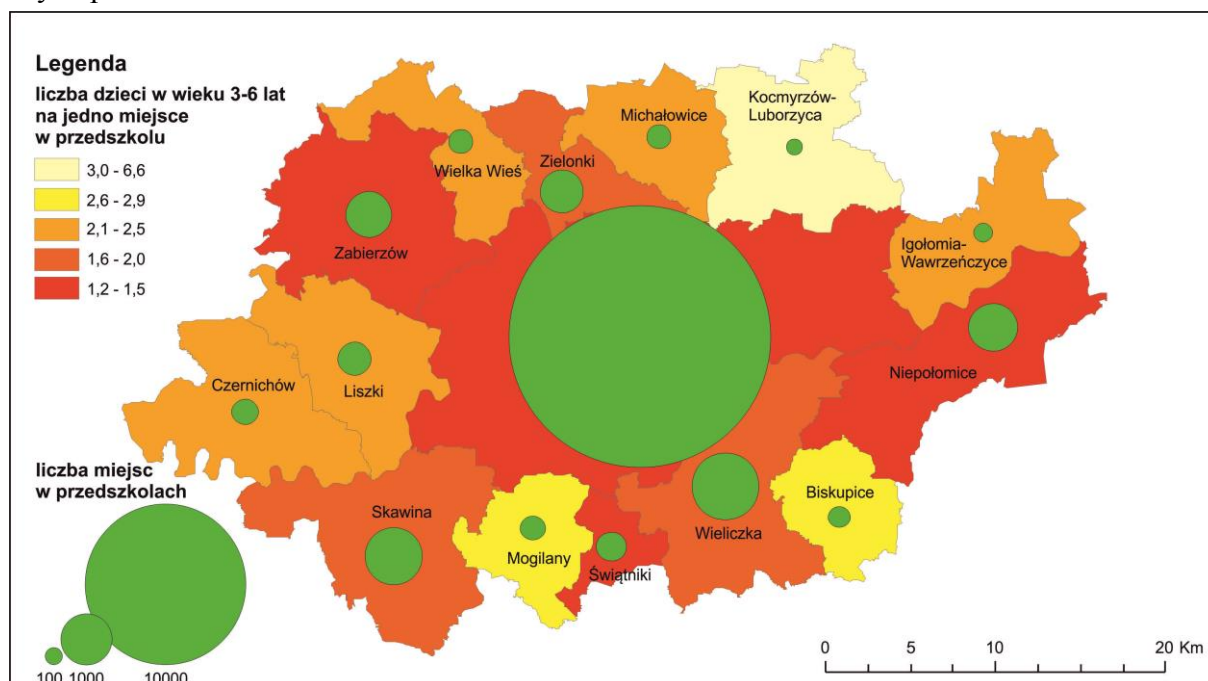 Legenda
liczba dzieci w wieku 3-6 lat
na jedno miejsce
w przedszkolu
3,0 - 6,6
2,6 - 2,9
2,1 - 2,5
1,6 - 2,0
1,2 - 1,5
Kocmyrzów-
Luborzyca
Michałowice
Zielonki
Wielka Wieś
Zabierzów
Igołomia-
Wawrzeńczyce
Niepołomice
Czernichów
Liszki
liczba miejsc
w przedszkolach
Skawina
Mogilany
Świątniki
Wieliczka
Biskupice
100 1000 10000
0 5 10 20 Km